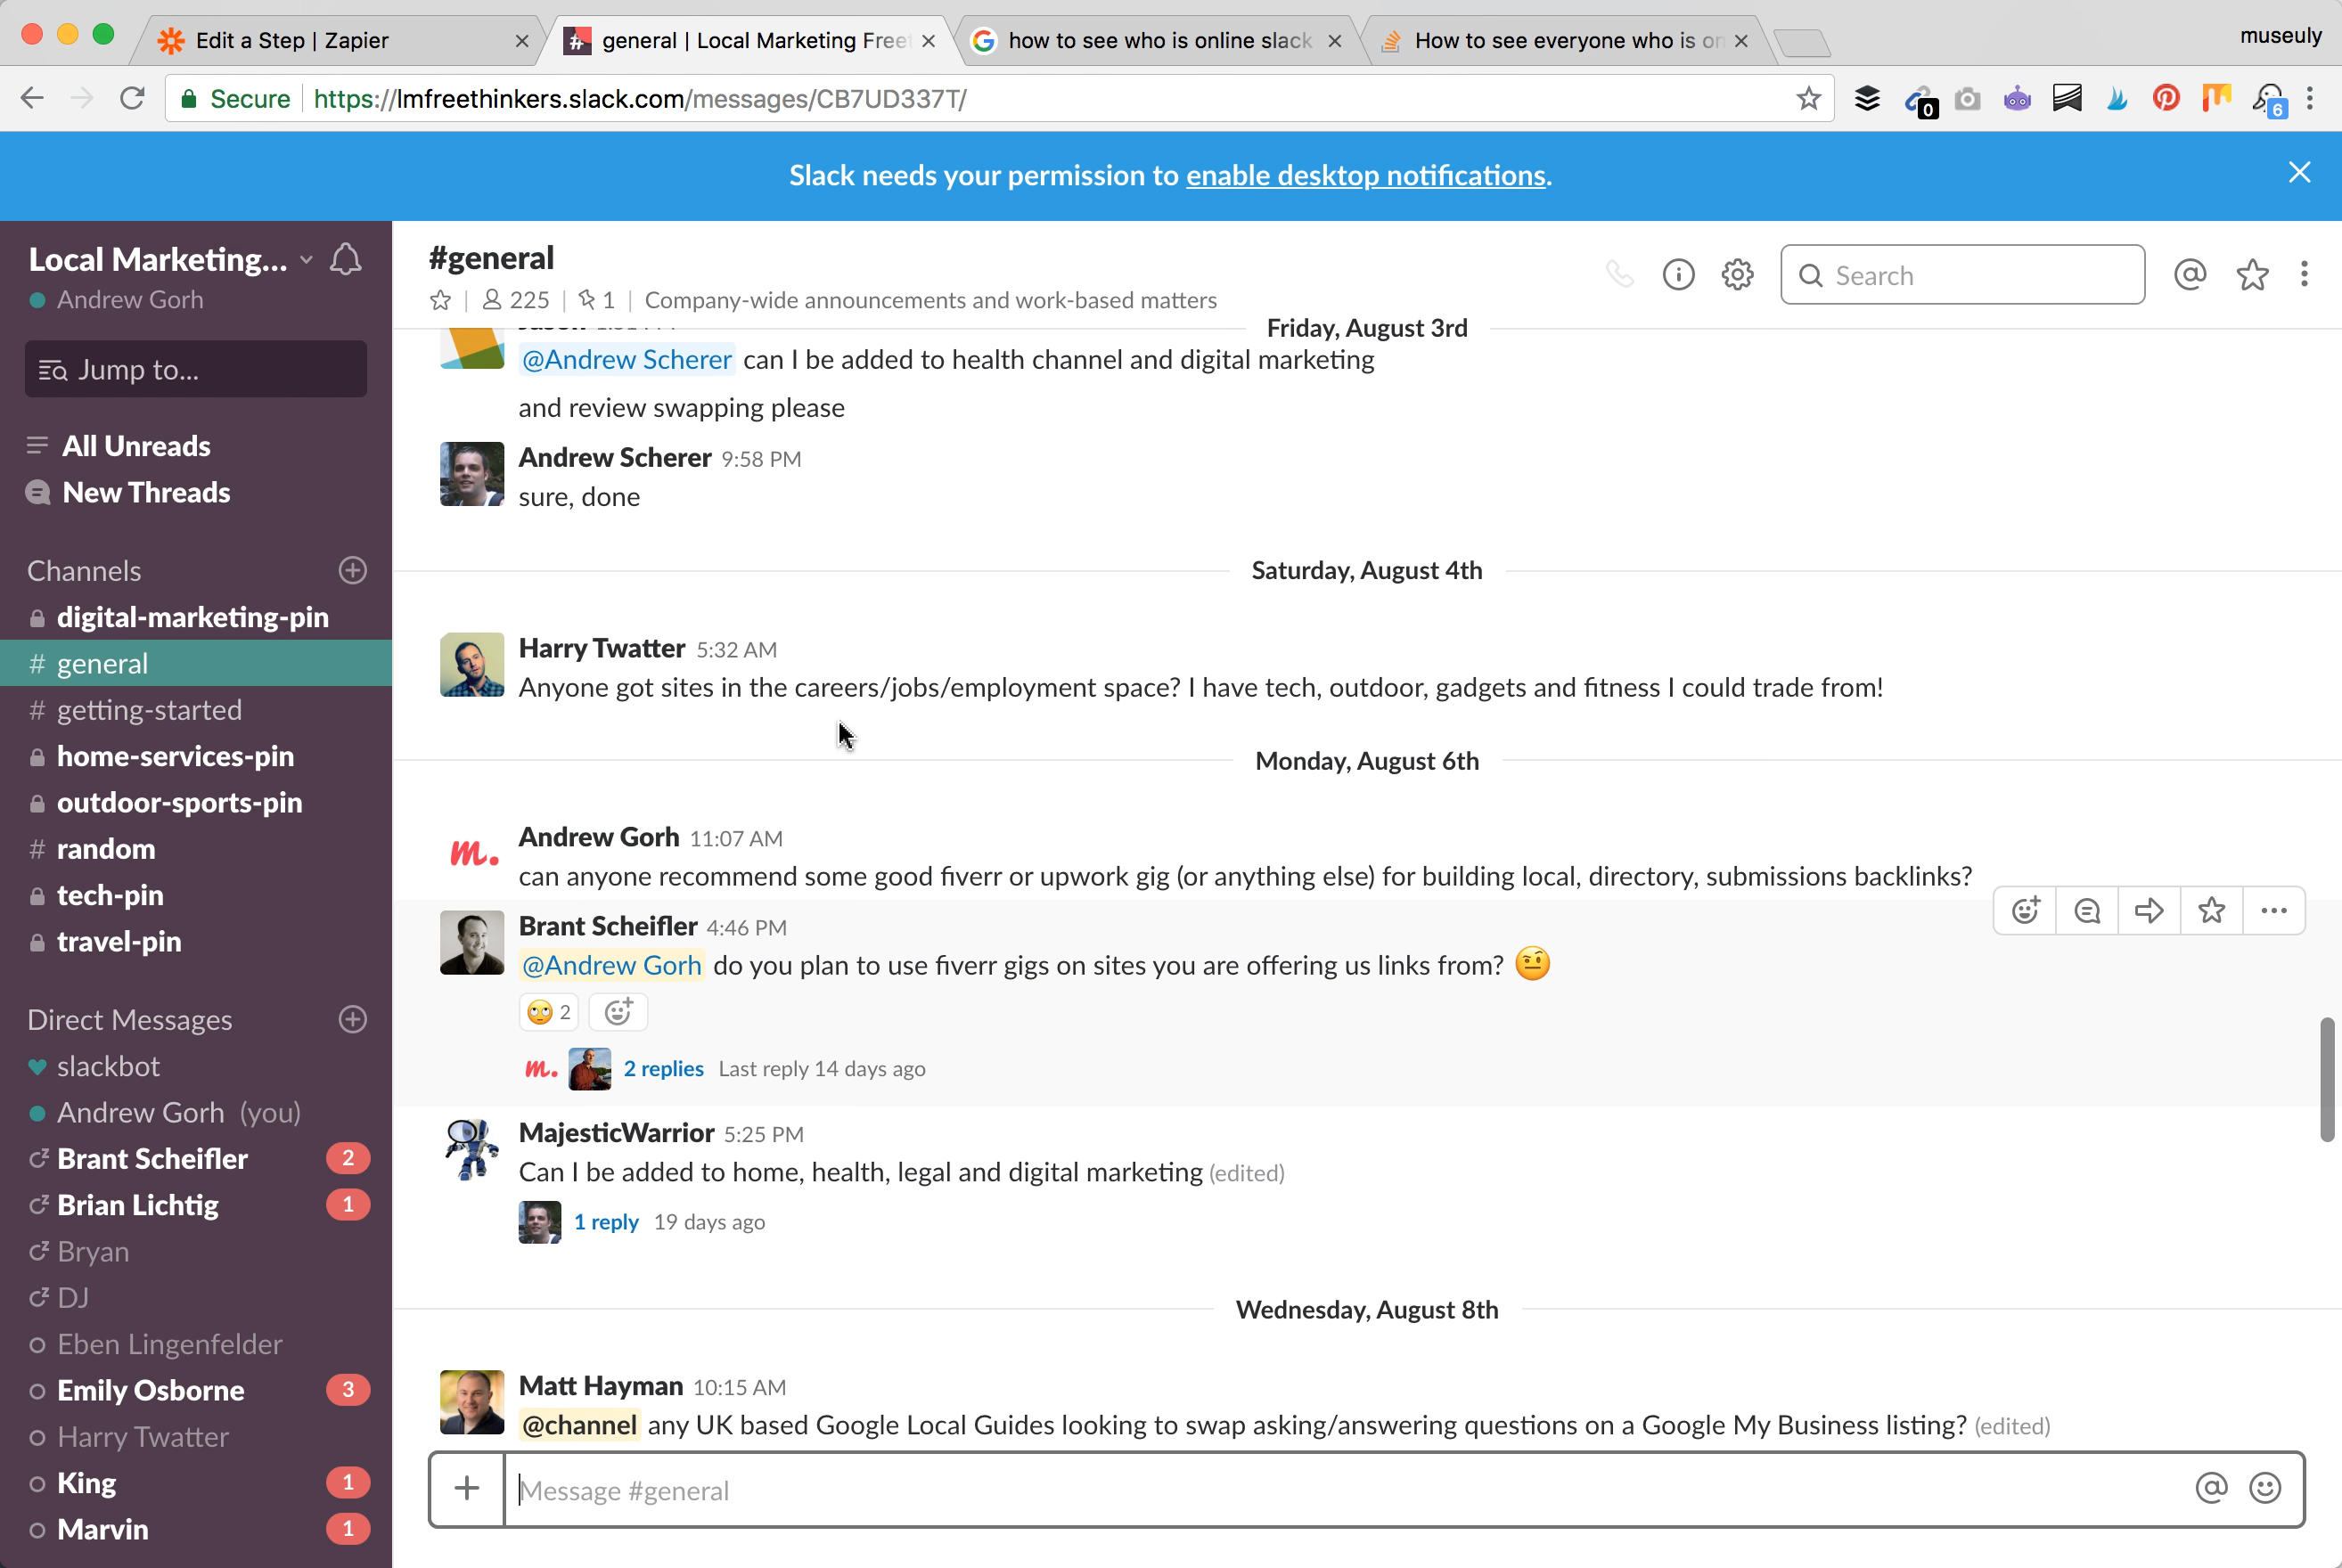 Edit a Step | Zapier
general | Local Marketing Free
how to see who is online slack
How to see everyone who is on
museuly
Secure
https://lmfreethinkers.slack.com/messages/CB7UD337T/
0
6
Slack needs your permission to enable desktop notifications.
Local Marketing...
Andrew Gorh
Jump to...
All Unreads
New Threads
Channels
digital-marketing-pin
# general
# getting-started
home-services-pin
outdoor-sports-pin
# random
tech-pin
travel-pin
Direct Messages
slackbot
Andrew Gorh (you)
Brant Scheifler 2
Brian Lichtig 1
Bryan
DJ
Eben Lingenfelder
Emily Osborne 3
Harry Twatter
King 1
Marvin 1
#general
225 | 1 | Company-wide announcements and work-based matters
Search
Friday, August 3rd
@Andrew Scherer can I be added to health channel and digital marketing
and review swapping please
Andrew Scherer 9:58 PM
sure, done
Saturday, August 4th
Harry Twatter 5:32 AM
Anyone got sites in the careers/jobs/employment space? I have tech, outdoor, gadgets and fitness I could trade from!
Monday, August 6th
m.
Andrew Gorh 11:07 AM
can anyone recommend some good fiverr or upwork gig (or anything else) for building local, directory, submissions backlinks?
Brant Scheifler 4:46 PM
@Andrew Gorh do you plan to use fiverr gigs on sites you are offering us links from?
2
m. 2 replies Last reply 14 days ago
MajesticWarrior 5:25 PM
Can I be added to home, health, legal and digital marketing (edited)
1 reply 19 days ago
Wednesday, August 8th
Matt Hayman 10:15 AM
@channel any UK based Google Local Guides looking to swap asking/answering questions on a Google My Business listing? (edited)
Message #general